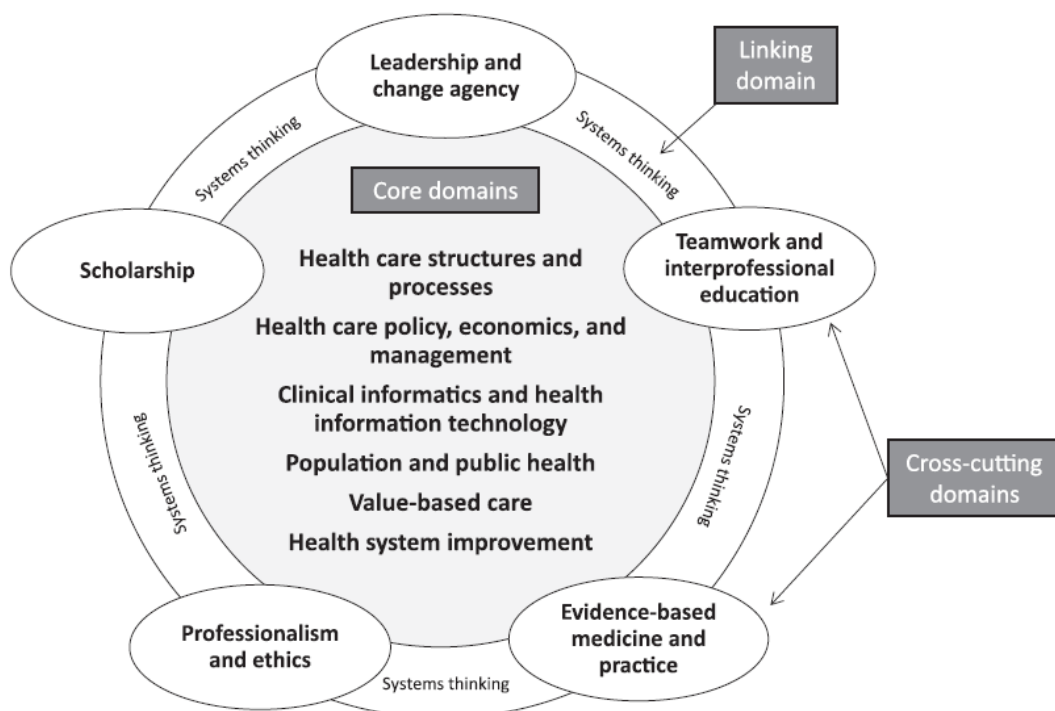 Leadership and
change agency
Linking
domain
Systems thinking
Systems thinking
Core domains
Scholarship
Teamwork and
interprofessional
education
Health care structures and
processes
Health care policy, economics, and
management
Clinical informatics and health
information technology
Population and public health
Value-based care
Health system improvement
Systems thinking
Systems thinking
Cross-cutting
domains
Professionalism
and ethics
Evidence-based
medicine and
practice
Systems thinking